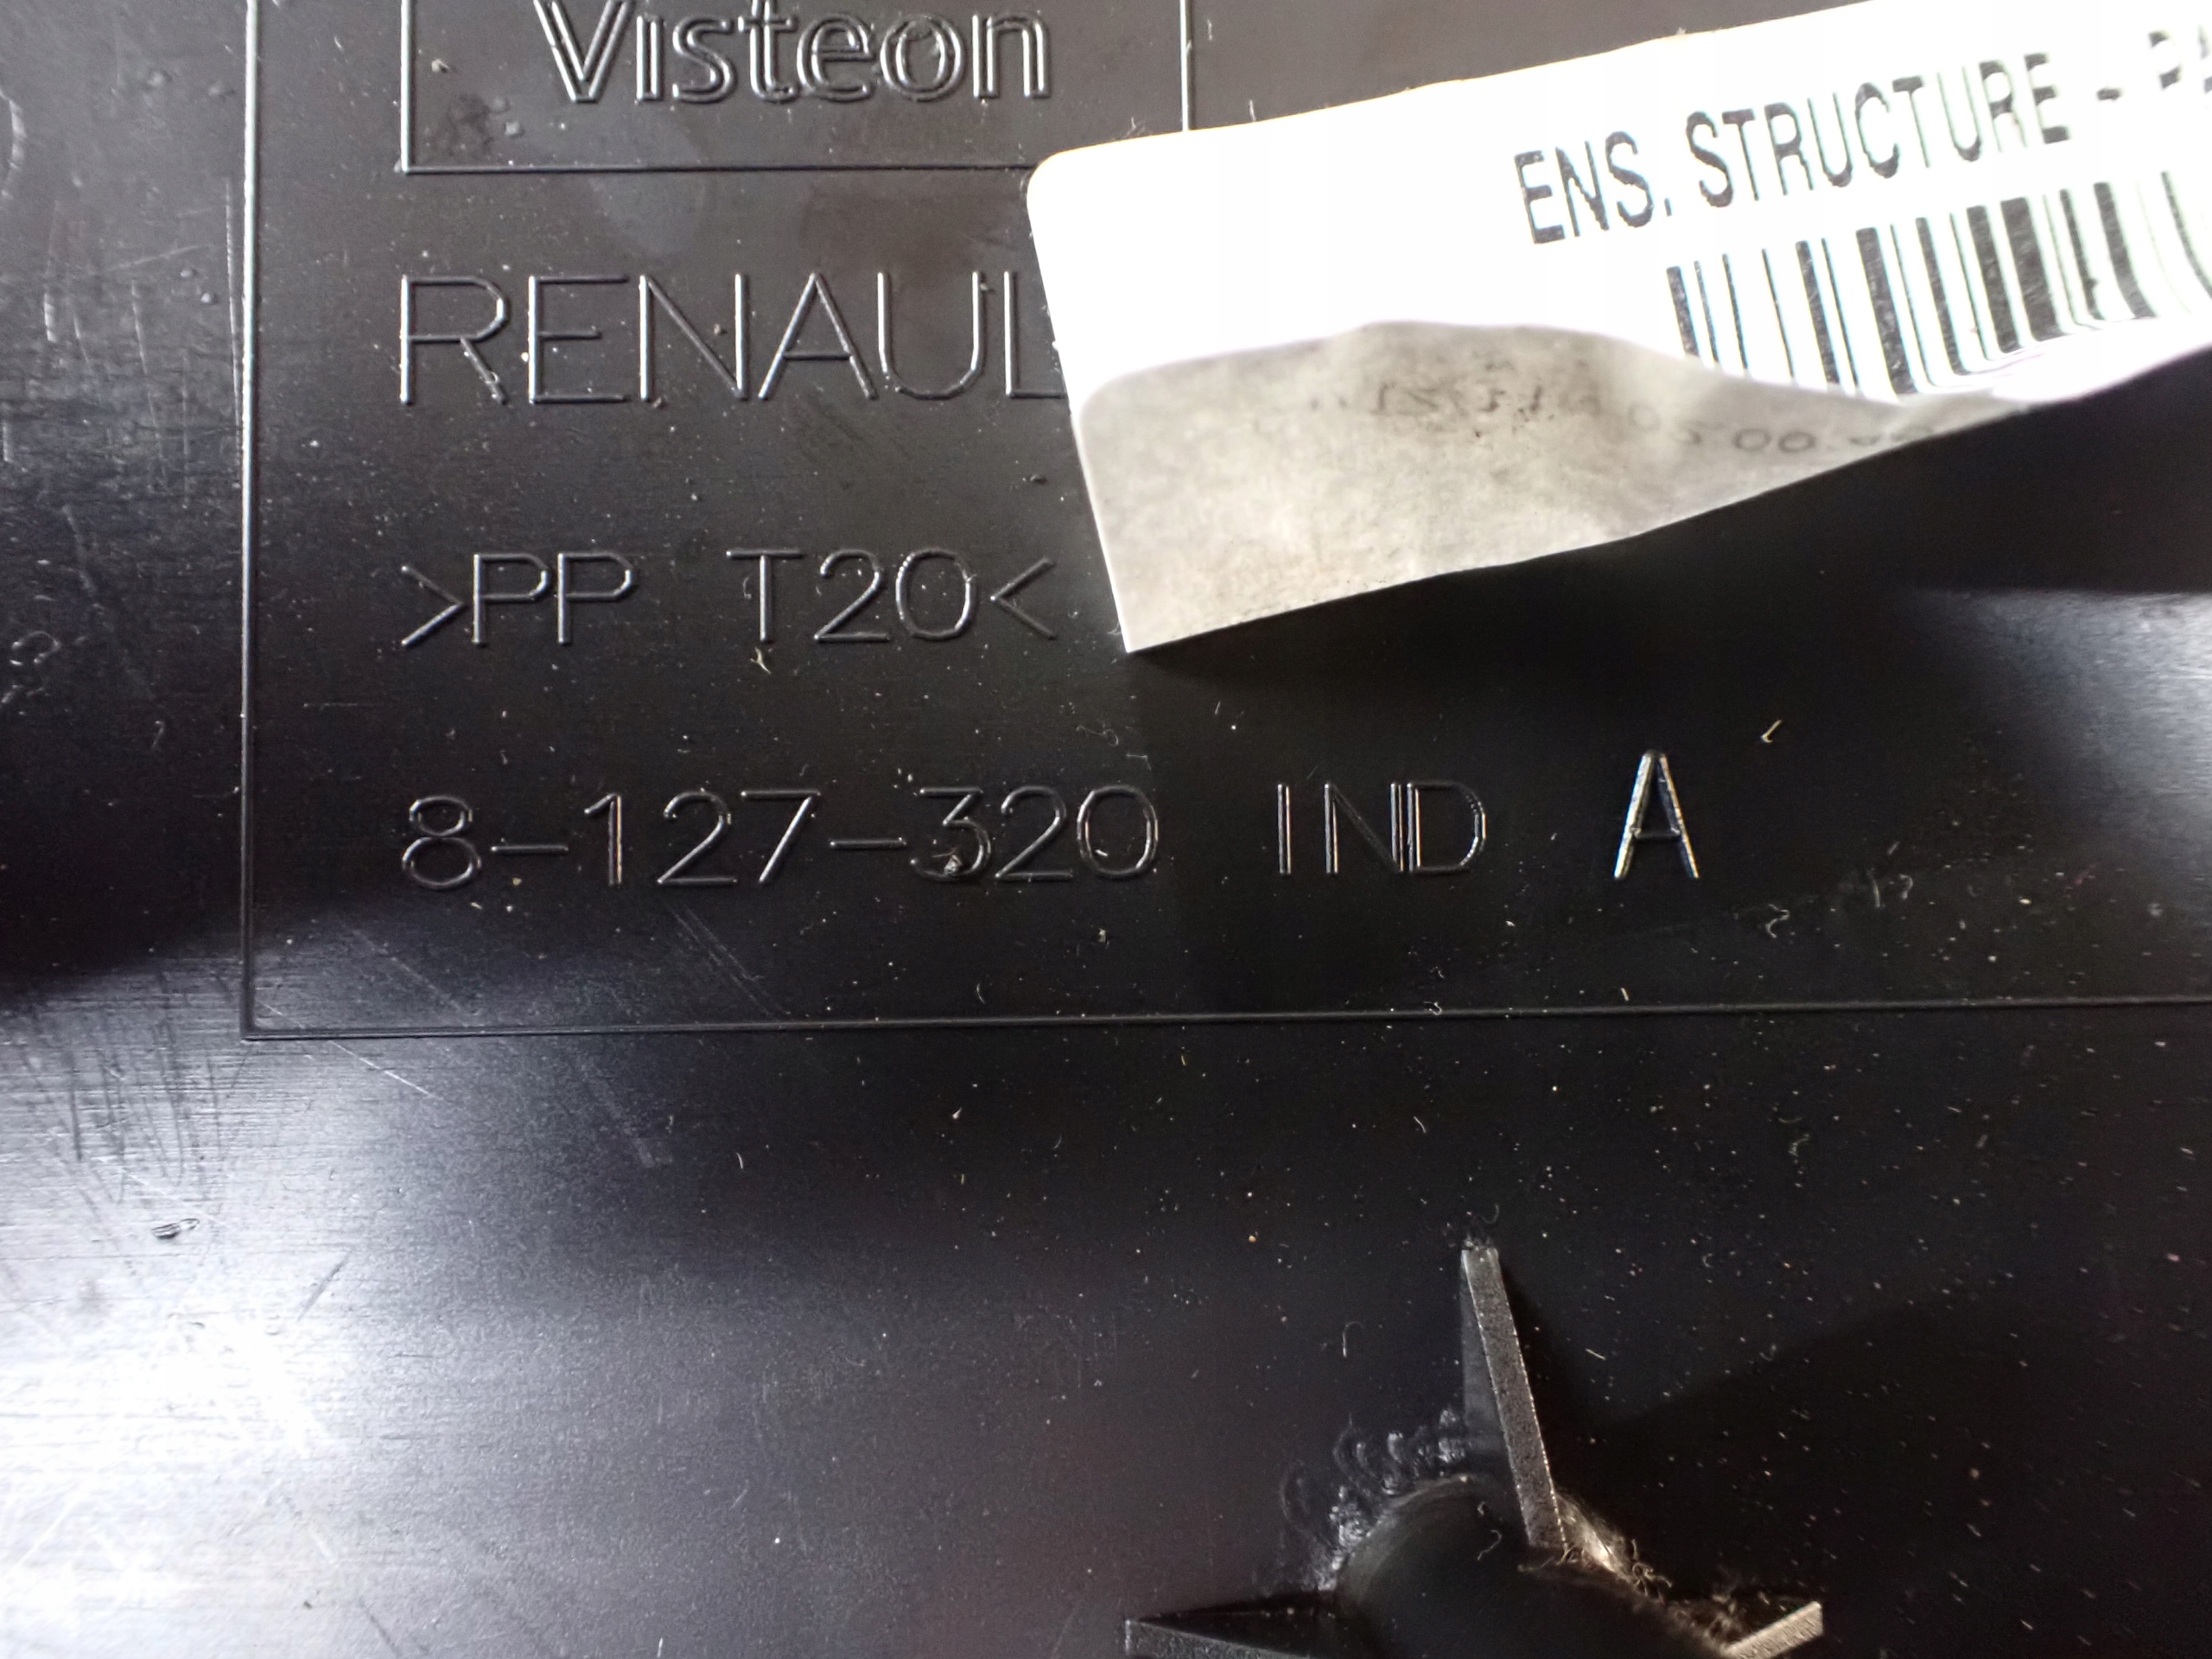 Visteon
ENS. STRUCTURE -
RENAUL
>PP T20<
8-127-320 IND A